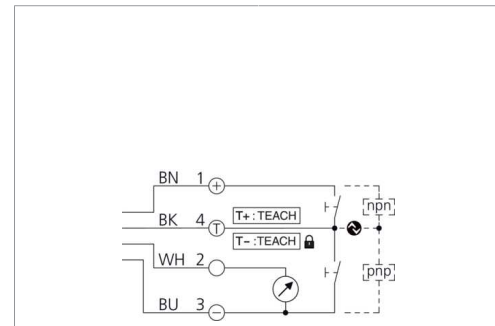 BN 1 +
npn
T+ : TEACH
BK 4 T
T– : TEACH
WH 2
pnp
BU 3 –